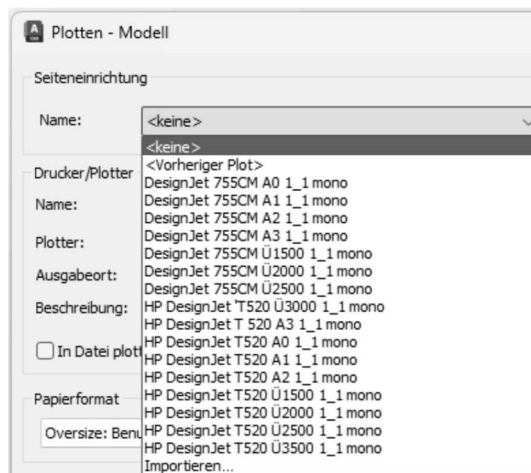 Plotten - Modell
Seiteneinrichtung
Name:
<keine>
<keine>
<Vorheriger Plot>
Drucker/Plotter
DesignJet 755CM A0 1_1 mono
DesignJet 755CM A1 1_1 mono
Name:
DesignJet 755CM A2 1_1 mono
DesignJet 755CM A3 1_1 mono
Plotter:
DesignJet 755CM Ü1500 1_1 mono
DesignJet 755CM Ü2000 1_1 mono
Ausgabeort:
DesignJet 755CM Ü2500 1_1 mono
Beschreibung:
HP DesignJet 'T520 Ü3000 1_1 mono
HP DesignJet T 520 A3 1_1 mono
HP DesignJet T520 A0 1_1 mono
In Datei plott
HP DesignJet T520 A1 1_1 mono
HP DesignJet T520 A2 1_1 mono
Papierformat
HP DesignJet T520 Ü1500 1_1 mono
HP DesignJet T520 Ü2000 1_1 mono
Oversize: Benu
HP DesignJet T520 Ü2500 1_1 mono
HP DesignJet T520 Ü3500 1_1 mono
Importieren...